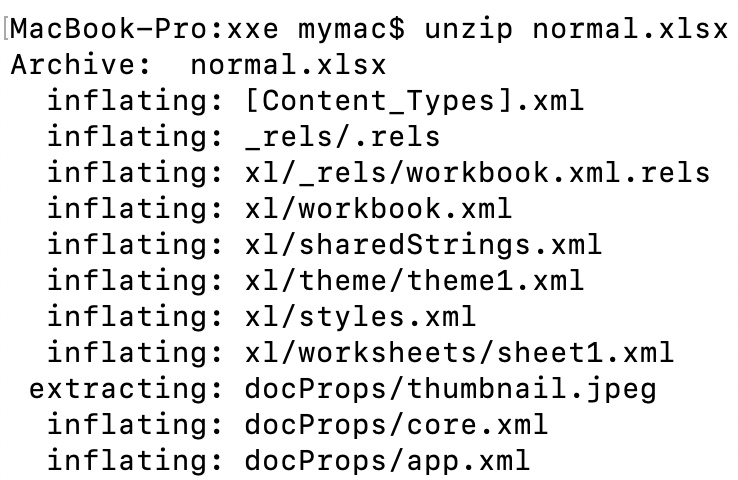 [MacBook-Pro:xxe mymac$ unzip normal.xlsx
Archive:  normal.xlsx
  inflating: [Content_Types].xml
  inflating: _rels/.rels
  inflating: xl/_rels/workbook.xml.rels
  inflating: xl/workbook.xml
  inflating: xl/sharedStrings.xml
  inflating: xl/theme/theme1.xml
  inflating: xl/styles.xml
  inflating: xl/worksheets/sheet1.xml
 extracting: docProps/thumbnail.jpeg
  inflating: docProps/core.xml
  inflating: docProps/app.xml